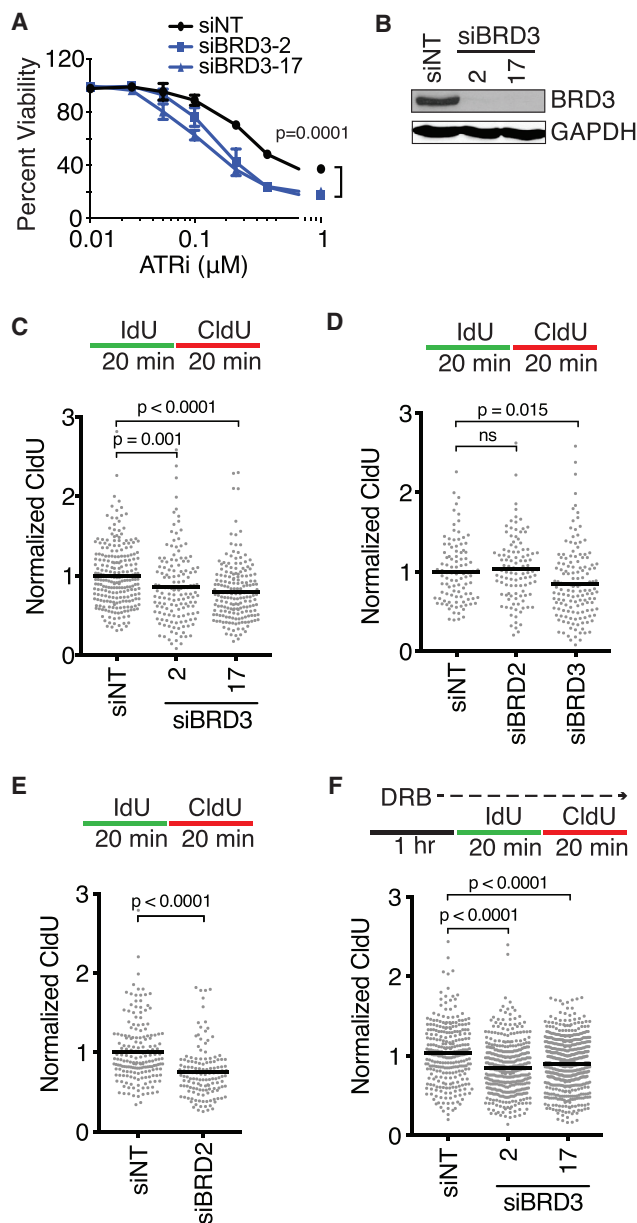 A
siNT
siBRD3-2
siBRD3-17
120
80
40
0
Percent Viability
p=0.0001
0.01
0.1
1
ATRi (µM)
B
siNT
siBRD3
2
17
BRD3
GAPDH
C
IdU
CldU
20 min
20 min
3
2
1
0
Normalized CldU
p < 0.0001
p = 0.001
siNT
2
17
siBRD3
D
IdU
CldU
20 min
20 min
3
2
1
0
Normalized CldU
p = 0.015
ns
siNT
siBRD2
siBRD3
E
IdU
CldU
20 min
20 min
3
2
1
0
Normalized CldU
p < 0.0001
siNT
siBRD2
F
DRB
IdU
CldU
1 hr
20 min
20 min
3
2
1
0
Normalized CldU
p < 0.0001
p < 0.0001
siNT
2
17
siBRD3